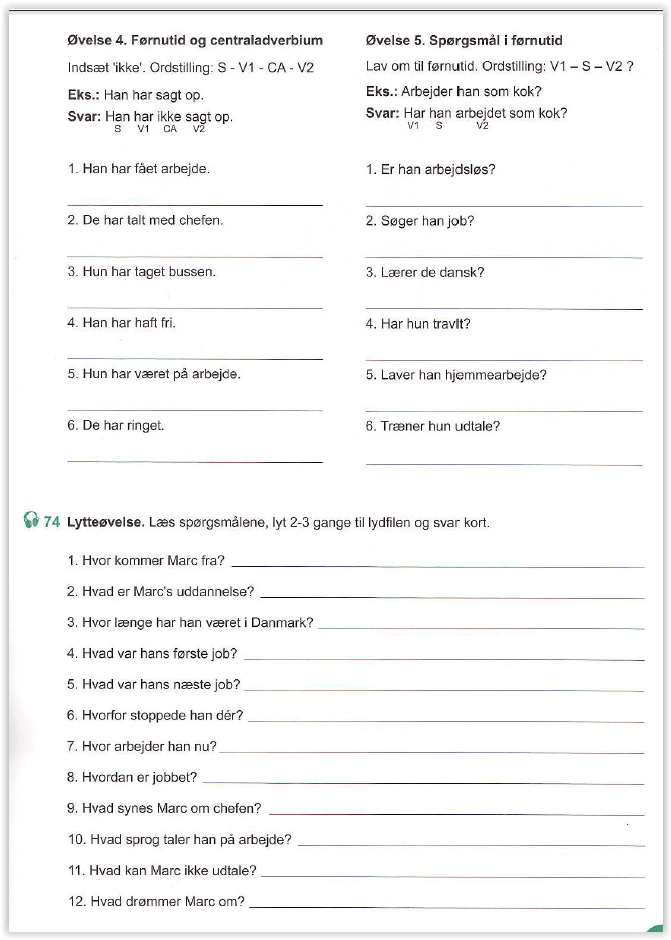 Øvelse 4. Førnutid og centraladverbium
Indsæt 'ikke'. Ordstilling: S - V1 - CA - V2
Eks.: Han har sagt op.
Svar: Han har ikke sagt op.
S V1 CA V2
1. Han har fået arbejde.
2. De har talt med chefen.
3. Hun har taget bussen.
4. Han har haft fri.
5. Hun har været på arbejde.
6. De har ringet.
Øvelse 5. Spørgsmål i førnutid
Lav om til førnutid. Ordstilling: V1 – S – V2 ?
Eks.: Arbejder han som kok?
Svar: Har han arbejdet som kok?
V1 S V2
1. Er han arbejdsløs?
2. Søger han job?
3. Lærer de dansk?
4. Har hun travlt?
5. Laver han hjemmearbejde?
6. Træner hun udtale?
74 Lytteøvelse. Læs spørgsmålene, lyt 2-3 gange til lydfilen og svar kort.
1. Hvor kommer Marc fra?
2. Hvad er Marc's uddannelse?
3. Hvor længe har han været i Danmark?
4. Hvad var hans første job?
5. Hvad var hans næste job?
6. Hvorfor stoppede han dér?
7. Hvor arbejder han nu?
8. Hvordan er jobbet?
9. Hvad synes Marc om chefen?
10. Hvad sprog taler han på arbejde?
11. Hvad kan Marc ikke udtale?
12. Hvad drømmer Marc om?